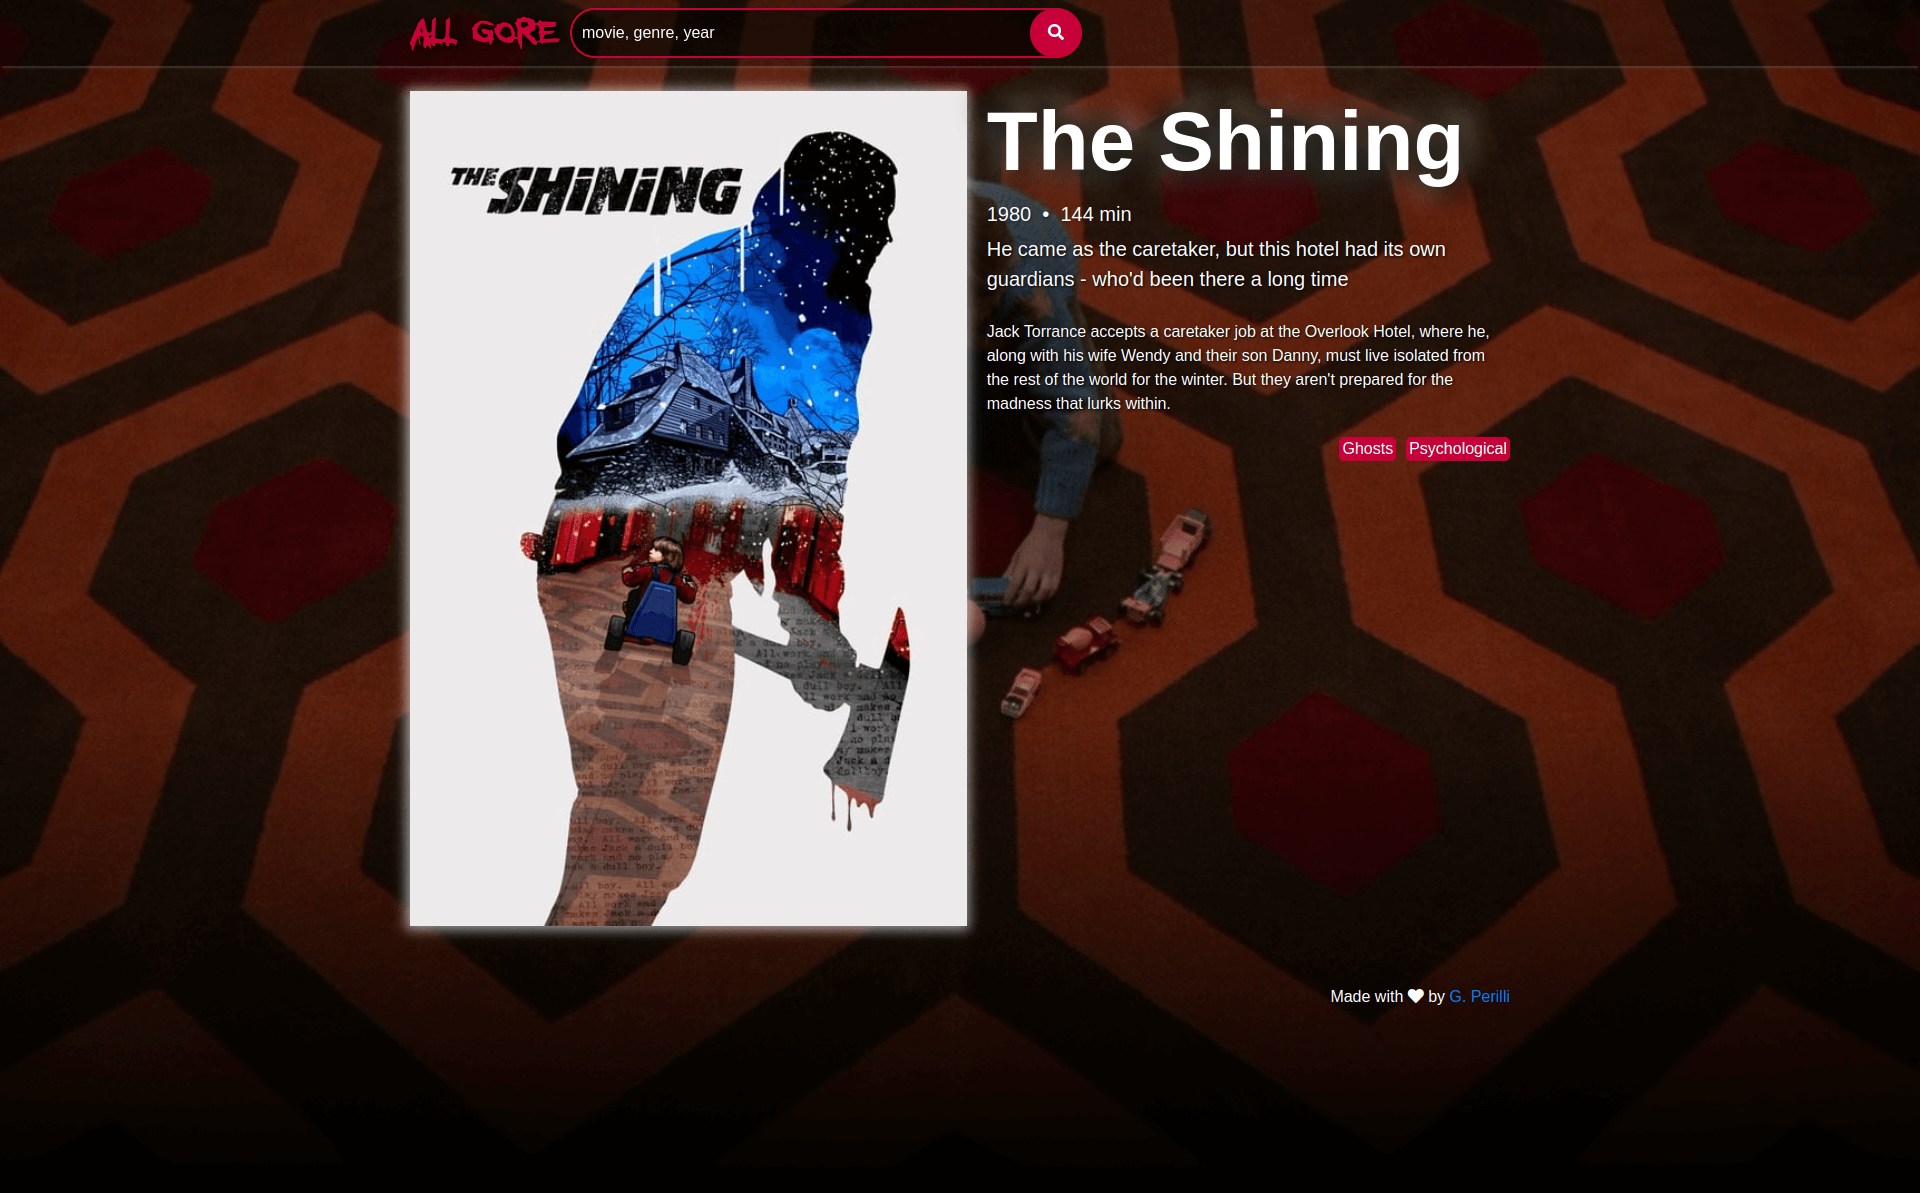 ALL GORE
movie, genre, year
THE SHINING
The Shining
1980 • 144 min
He came as the caretaker, but this hotel had its own
guardians - who'd been there a long time
Jack Torrance accepts a caretaker job at the Overlook Hotel, where he,
along with his wife Wendy and their son Danny, must live isolated from
the rest of the world for the winter. But they aren't prepared for the
madness that lurks within.
Ghosts Psychological
Made with by G. Perilli